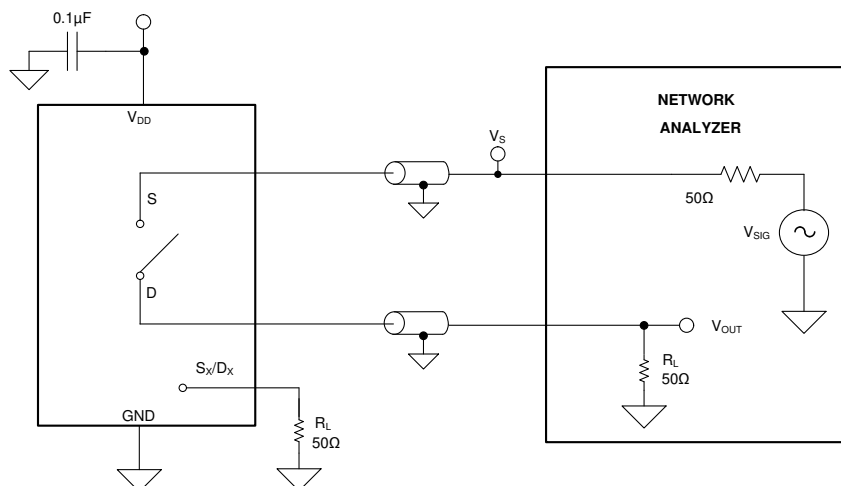 0.1µF
VDD
NETWORK
ANALYZER
VS
S
50Ω
VSIG
D
VOUT
SX/DX
RL
50Ω
GND
RL
50Ω